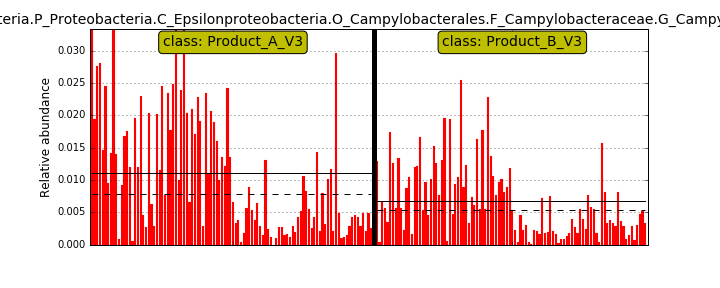 teria.P_Proteobacteria.C_Epsilonproteobacteria.O_Campylobacterales.F_Campylobacteraceae.G_Campy
class: Product_A_V3
class: Product_B_V3
Relative abundance
0.030
0.025
0.020
0.015
0.010
0.005
0.000